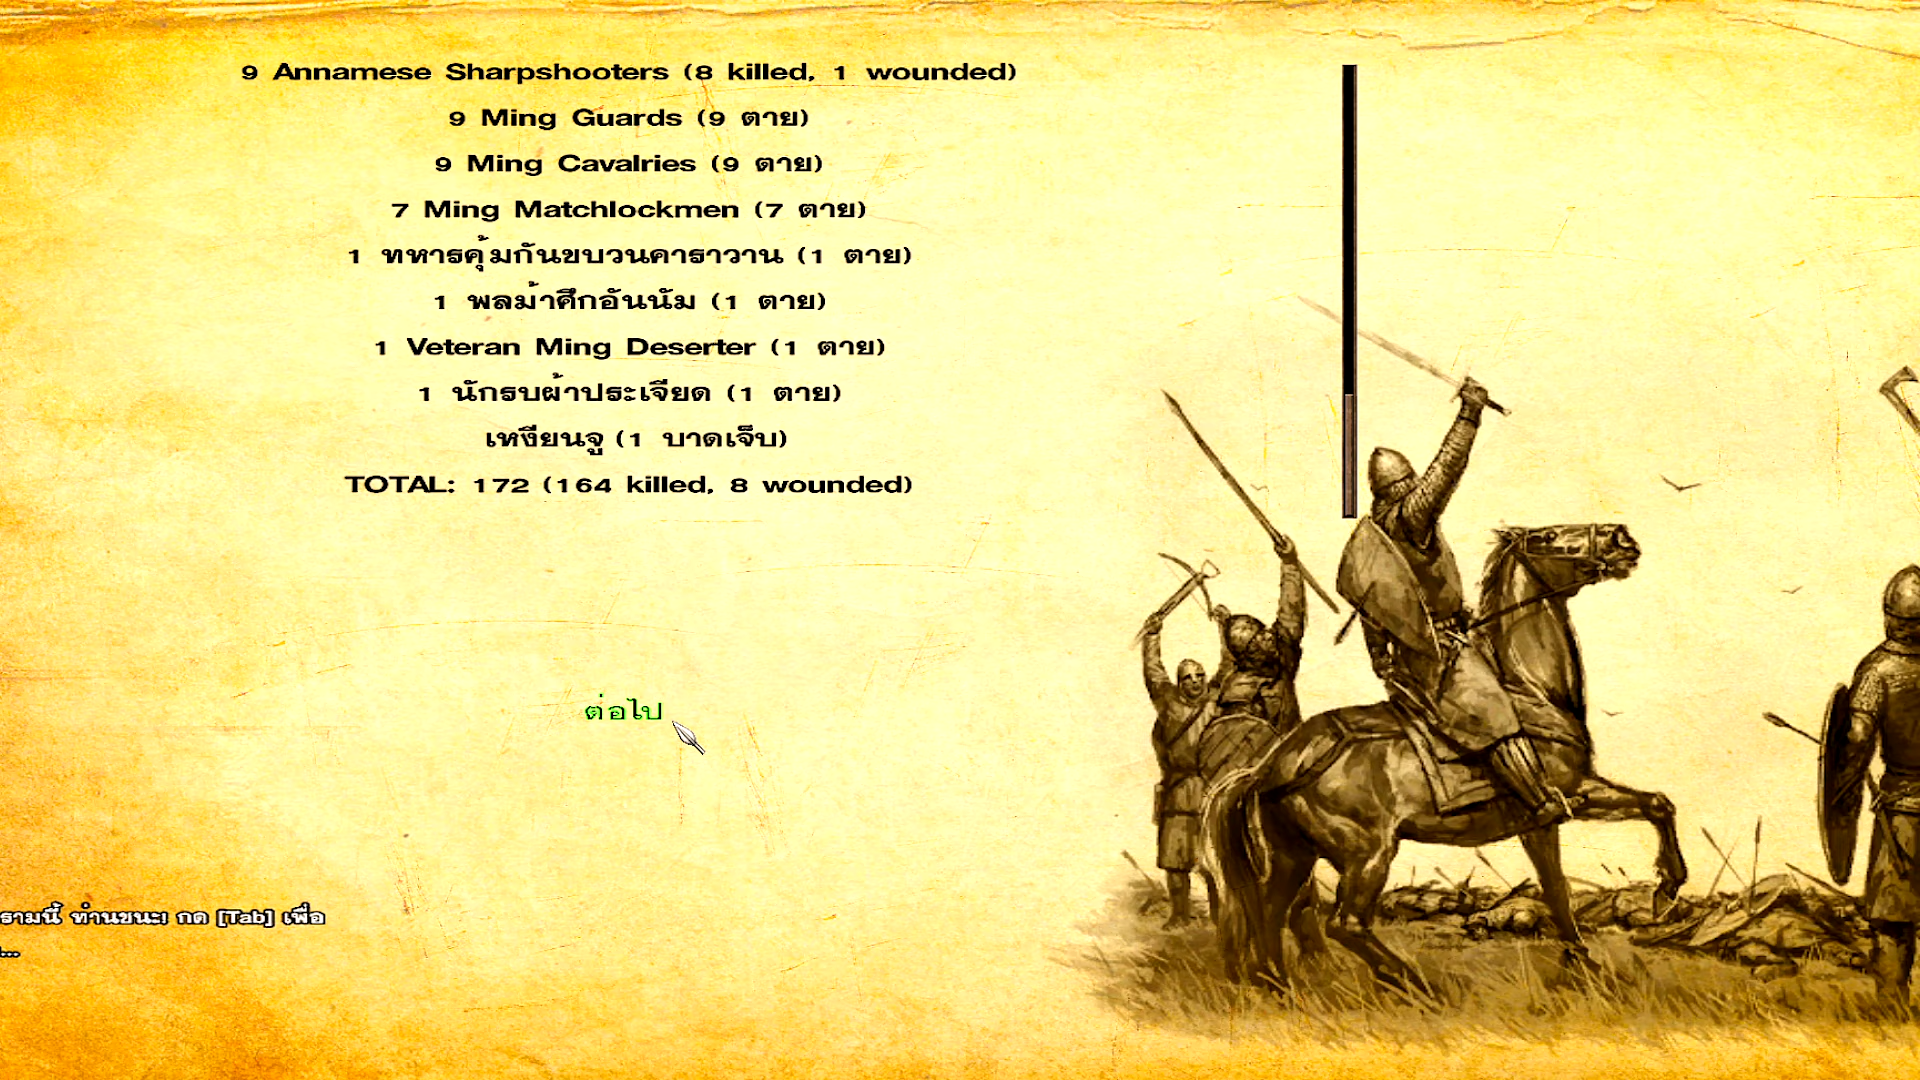 9 Annamese Sharpshooters (8 killed, 1 wounded)
9 Ming Guards (9 ตาย)
9 Ming Cavalries (9 ตาย)
7 Ming Matchlockmen (7 ตาย)
1 ทหารคุ้มกันขบวนคาราวาน (1 ตาย)
1 พลม้าศึกอันนัม (1 ตาย)
1 Veteran Ming Deserter (1 ตาย)
1 นักรบผ้าประเจียด (1 ตาย)
เหงียนจู (1 บาดเจ็บ)
TOTAL: 172 (164 killed, 8 wounded)
ต่อไป
รามนี้ ท่านชนะ! กด [Tab] เพื่อ
...